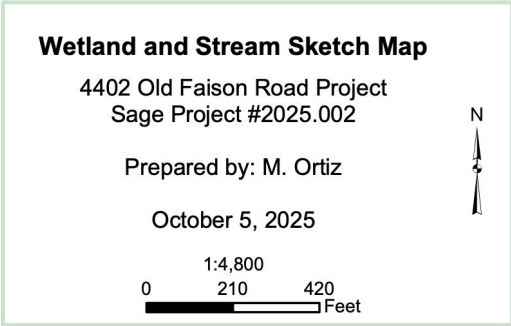 Wetland and Stream Sketch Map
4402 Old Faison Road Project
Sage Project #2025.002
N
Prepared by: M. Ortiz
October 5, 2025
1:4,800
0 210 420
Feet